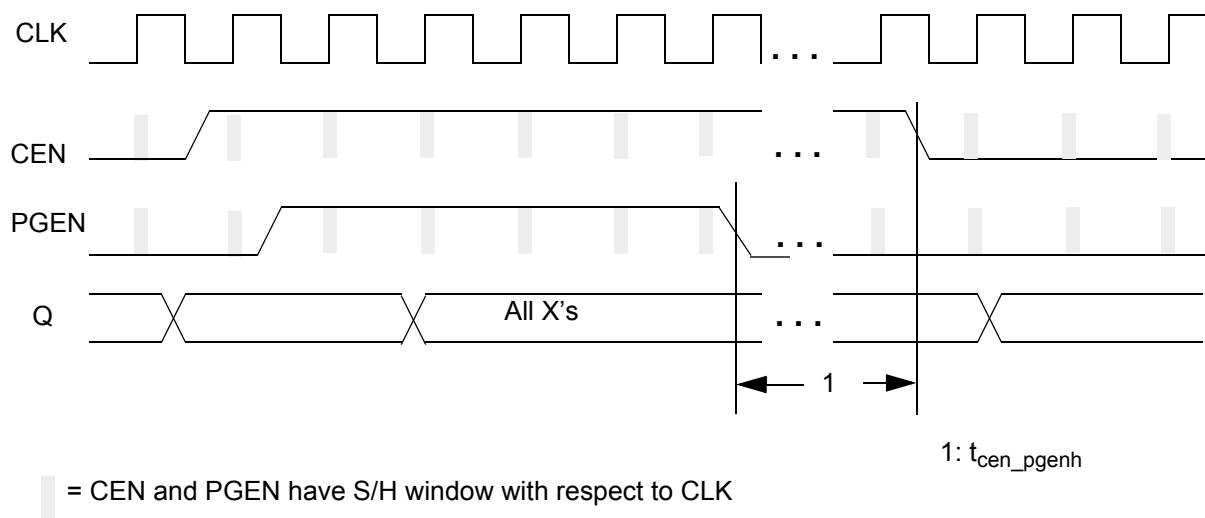 CLK
. . .
CEN
. . .
PGEN
. . .
Q
All X's
. . .
1
1: tcen_pgenh
= CEN and PGEN have S/H window with respect to CLK